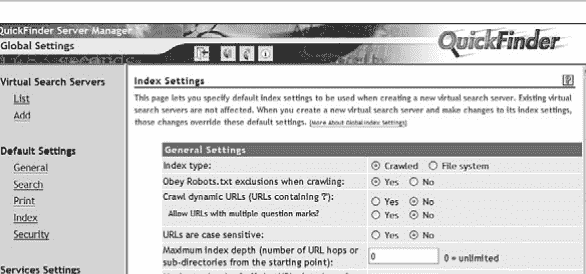 QuickFinder Server Manager
Global Settings
QuickFinder
Virtual Search Servers
List
Add
Default Settings
General
Search
Print
Index
Security
Services Settings
Index Settings
This page lets you specify default index settings to be used when creating a new virtual search server. Existing virtual
search servers are not affected. When you create a new virtual search server and make changes to its index settings,
those changes override these default settings. [More about Global Index Settings]
General Settings
Index type: Crawled File system
Obey Robots.txt exclusions when crawling: Yes No
Crawl dynamic URLs (URLs containing ?): Yes No
Allow URLs with multiple question marks? Yes No
URLs are case sensitive: Yes No
Maximum index depth (number of URL hops or
sub-directories from the starting point): 0 0 = unlimited